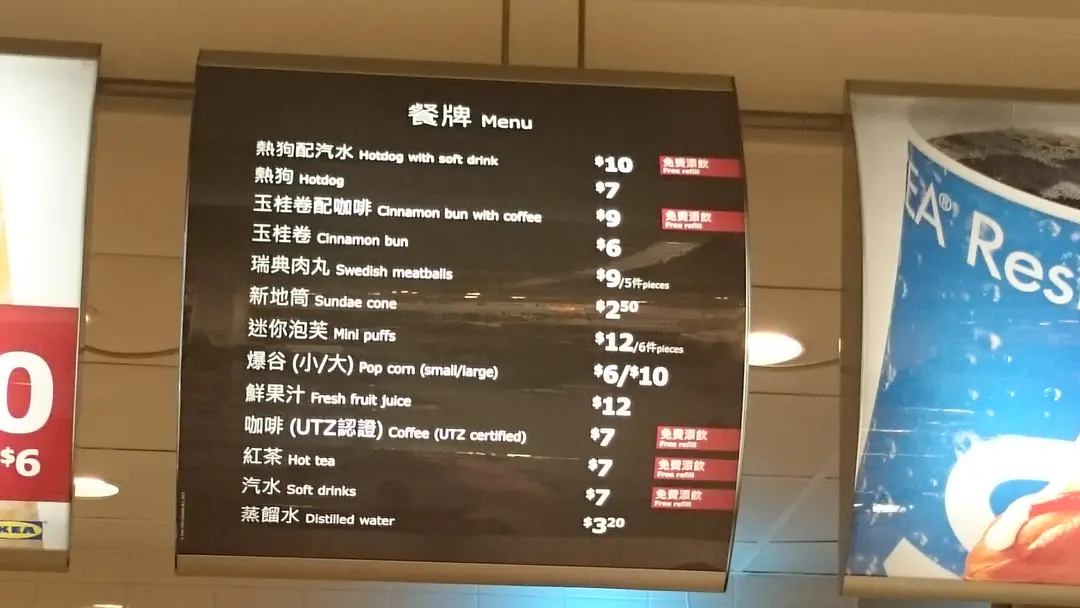 餐牌 Menu
熱狗配汽水 Hotdog with soft drink $10 免費添飲 Free refill
熱狗 Hotdog $7
玉桂卷配咖啡 Cinnamon bun with coffee $9 免費添飲 Free refill
玉桂卷 Cinnamon bun $6
瑞典肉丸 Swedish meatballs $9/5件pieces
新地筒 Sundae cone $2⁵⁰
迷你泡芙 Mini puffs $12/6件pieces
爆谷 (小/大) Pop corn (small/large) $6/$10
鮮果汁 Fresh fruit juice $12
咖啡 (UTZ認證) Coffee (UTZ certified) $7 免費添飲 Free refill
紅茶 Hot tea $7 免費添飲 Free refill
汽水 Soft drinks $7 免費添飲 Free refill
蒸餾水 Distilled water $3²⁰
0
$6
KEA
EA® Res